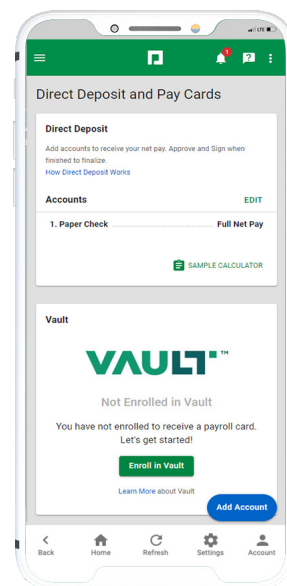 LTE
1
?
Direct Deposit and Pay Cards
Direct Deposit
Add accounts to receive your net pay. Approve and Sign when
finished to finalize.
How Direct Deposit Works
Accounts EDIT
1. Paper Check Full Net Pay
SAMPLE CALCULATOR
Vault
VAULT™
Not Enrolled in Vault
You have not enrolled to receive a payroll card.
Let's get started!
Enroll in Vault
Learn More about Vault
Add Account
Back Home Refresh Settings Account